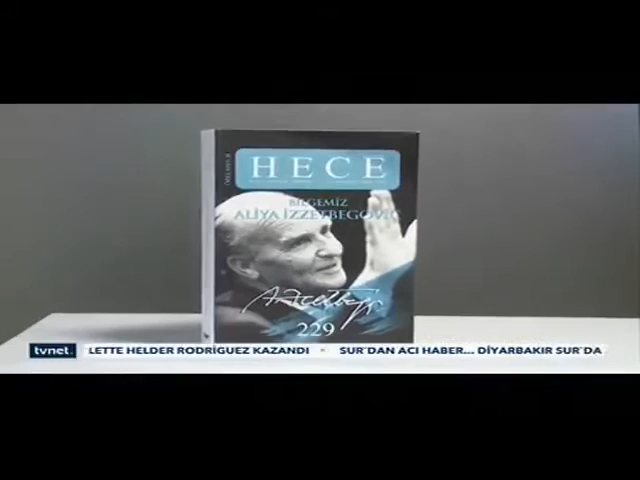 HECE
BİLGEMİZ
ALİYA İZZETBEGOVİÇ
229
tvnet
LETTE HELDER RODRİGUEZ KAZANDI • SUR'DAN ACI HABER... DİYARBAKIR SUR'DA